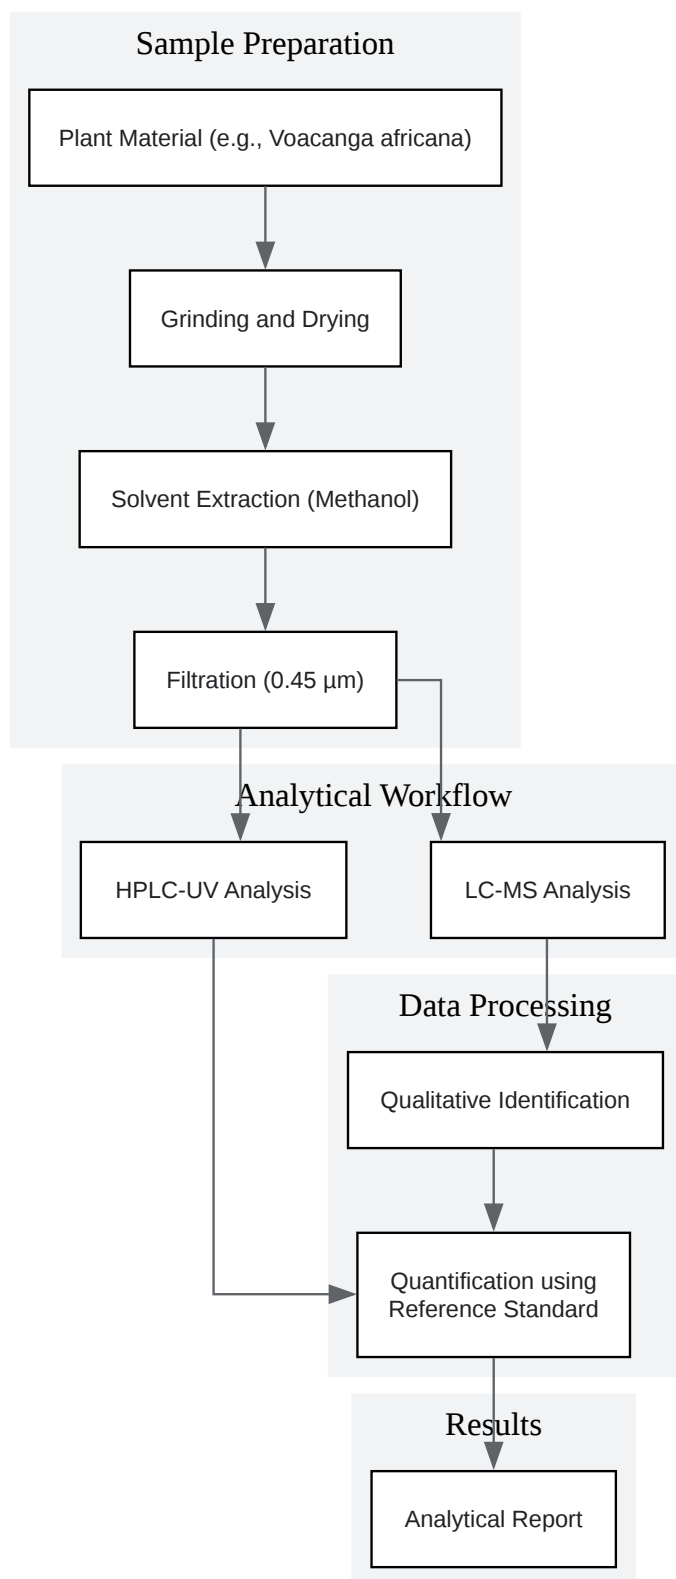 Sample Preparation
Plant Material (e.g., Voacanga africana)
Grinding and Drying
Solvent Extraction (Methanol)
Filtration (0.45 µm)
Analytical Workflow
HPLC-UV Analysis
LC-MS Analysis
Data Processing
Qualitative Identification
Quantification using
Reference Standard
Results
Analytical Report